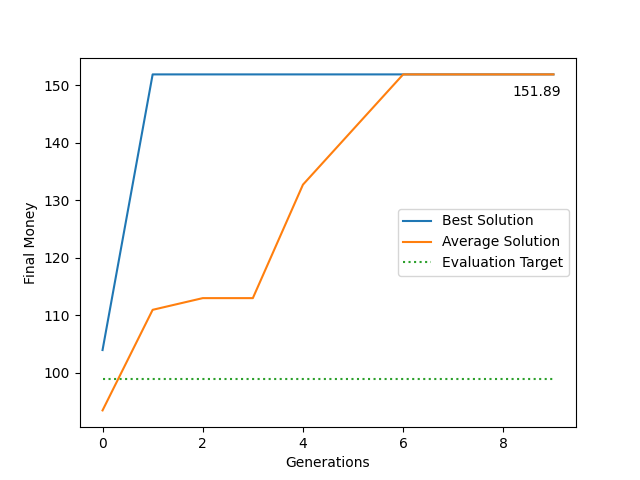 150
140
130
120
110
100
Final Money
151.89
Best Solution
Average Solution
Evaluation Target
0 2 4 6 8
Generations